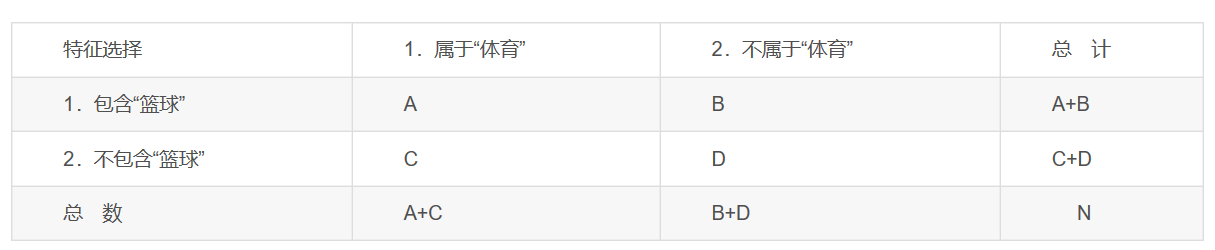 特征选择 1．属于“体育” 2．不属于“体育” 总 计
1．包含“篮球” A B A+B
2．不包含“篮球” C D C+D
总 数 A+C B+D N